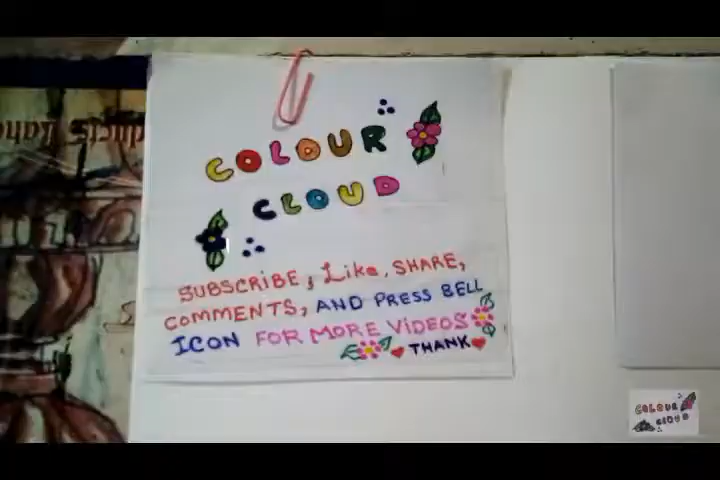 COLOUR
CLOUD
SUBSCRIBE, Like, SHARE,
COMMENTS, AND PRESS BELL
ICON FOR MORE VIDEOS
THANK
COLOUR
CLOUD